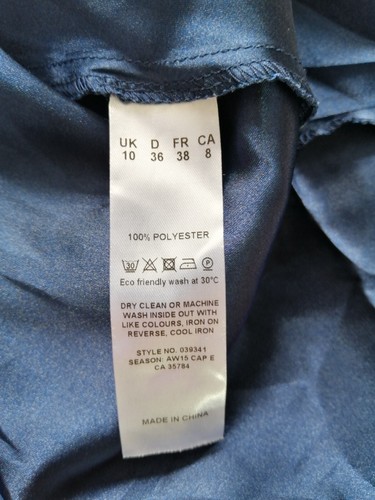 UK D FR CA
10 36 38 8
100% POLYESTER
30 P
Eco friendly wash at 30°C
DRY CLEAN OR MACHINE
WASH INSIDE OUT WITH
LIKE COLOURS, IRON ON
REVERSE, COOL IRON
STYLE NO. 039341
SEASON: AW15 CAP E
CA 35784
MADE IN CHINA